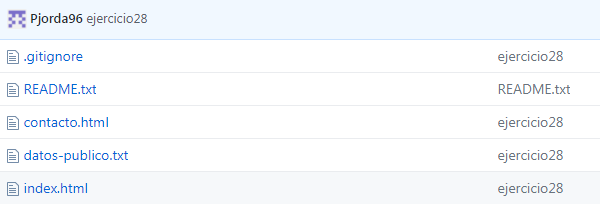 Pjorda96 ejercicio28
.gitignore ejercicio28
README.txt README.txt
contacto.html ejercicio28
datos-publico.txt ejercicio28
index.html ejercicio28